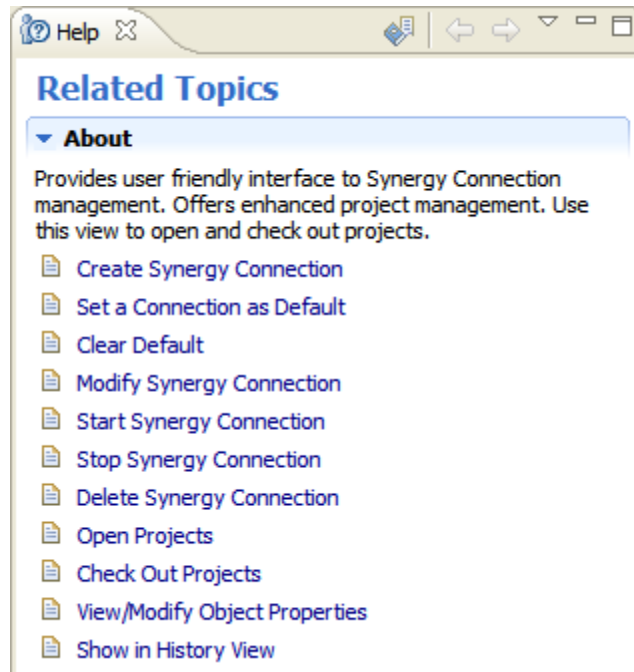 Help
Related Topics
About
Provides user friendly interface to Synergy Connection
management. Offers enhanced project management. Use
this view to open and check out projects.
Create Synergy Connection
Set a Connection as Default
Clear Default
Modify Synergy Connection
Start Synergy Connection
Stop Synergy Connection
Delete Synergy Connection
Open Projects
Check Out Projects
View/Modify Object Properties
Show in History View